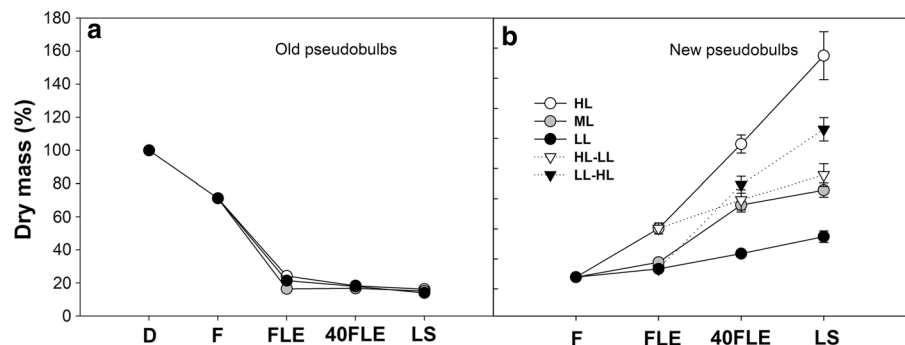 a
Old pseudobulbs
b
New pseudobulbs
Dry mass (%)
180
160
140
120
100
80
60
40
20
0
HL
ML
LL
HL-LL
LL-HL
D F FLE 40FLE LS
F FLE 40FLE LS